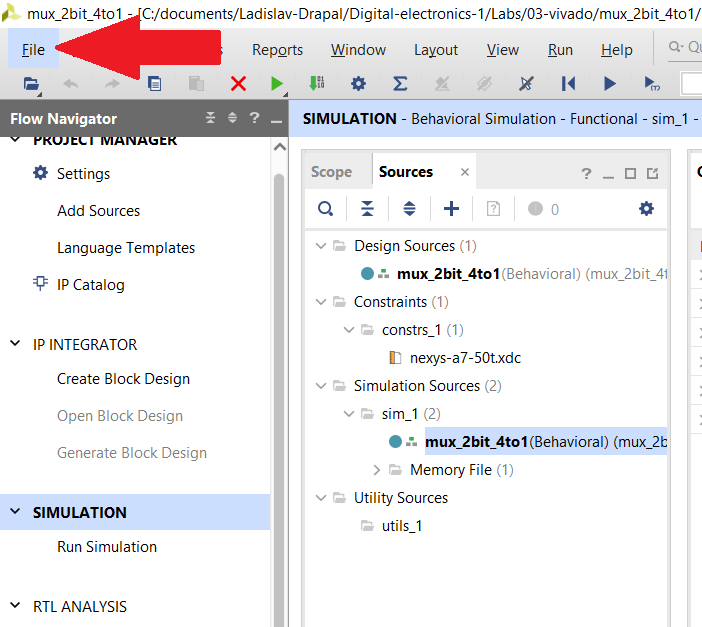 mux_2bit_4to1 - [C:/documents/Ladislav-Drapal/Digital-electronics-1/Labs/03-vivado/mux_2bit_4to1/
File Reports Window Layout View Run Help
Flow Navigator ? _
SIMULATION - Behavioral Simulation - Functional - sim_1 -
PROJECT MANAGER
Settings
Add Sources
Language Templates
IP Catalog
IP INTEGRATOR
Create Block Design
Open Block Design
Generate Block Design
SIMULATION
Run Simulation
RTL ANALYSIS
Scope Sources × ? _
? 0
Design Sources (1)
mux_2bit_4to1(Behavioral) (mux_2bit_4t
Constraints (1)
constrs_1 (1)
nexys-a7-50t.xdc
Simulation Sources (2)
sim_1 (2)
mux_2bit_4to1(Behavioral) (mux_2b
Memory File (1)
Utility Sources
utils_1